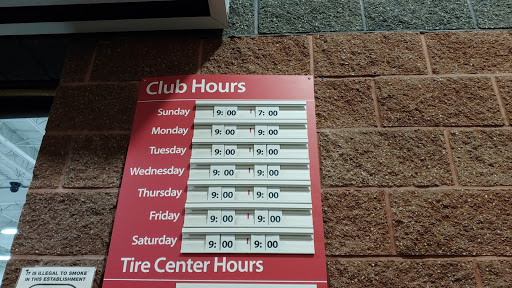 Club Hours
Sunday 9: 00 7: 00
Monday 9: 00 9: 00
Tuesday 9: 00 9: 00
Wednesday 9: 00 9: 00
Thursday 9: 00 9: 00
Friday 9: 00 9: 00
Saturday 9: 00 9: 00
Tire Center Hours
IT IS ILLEGAL TO SMOKE
IN THIS ESTABLISHMENT